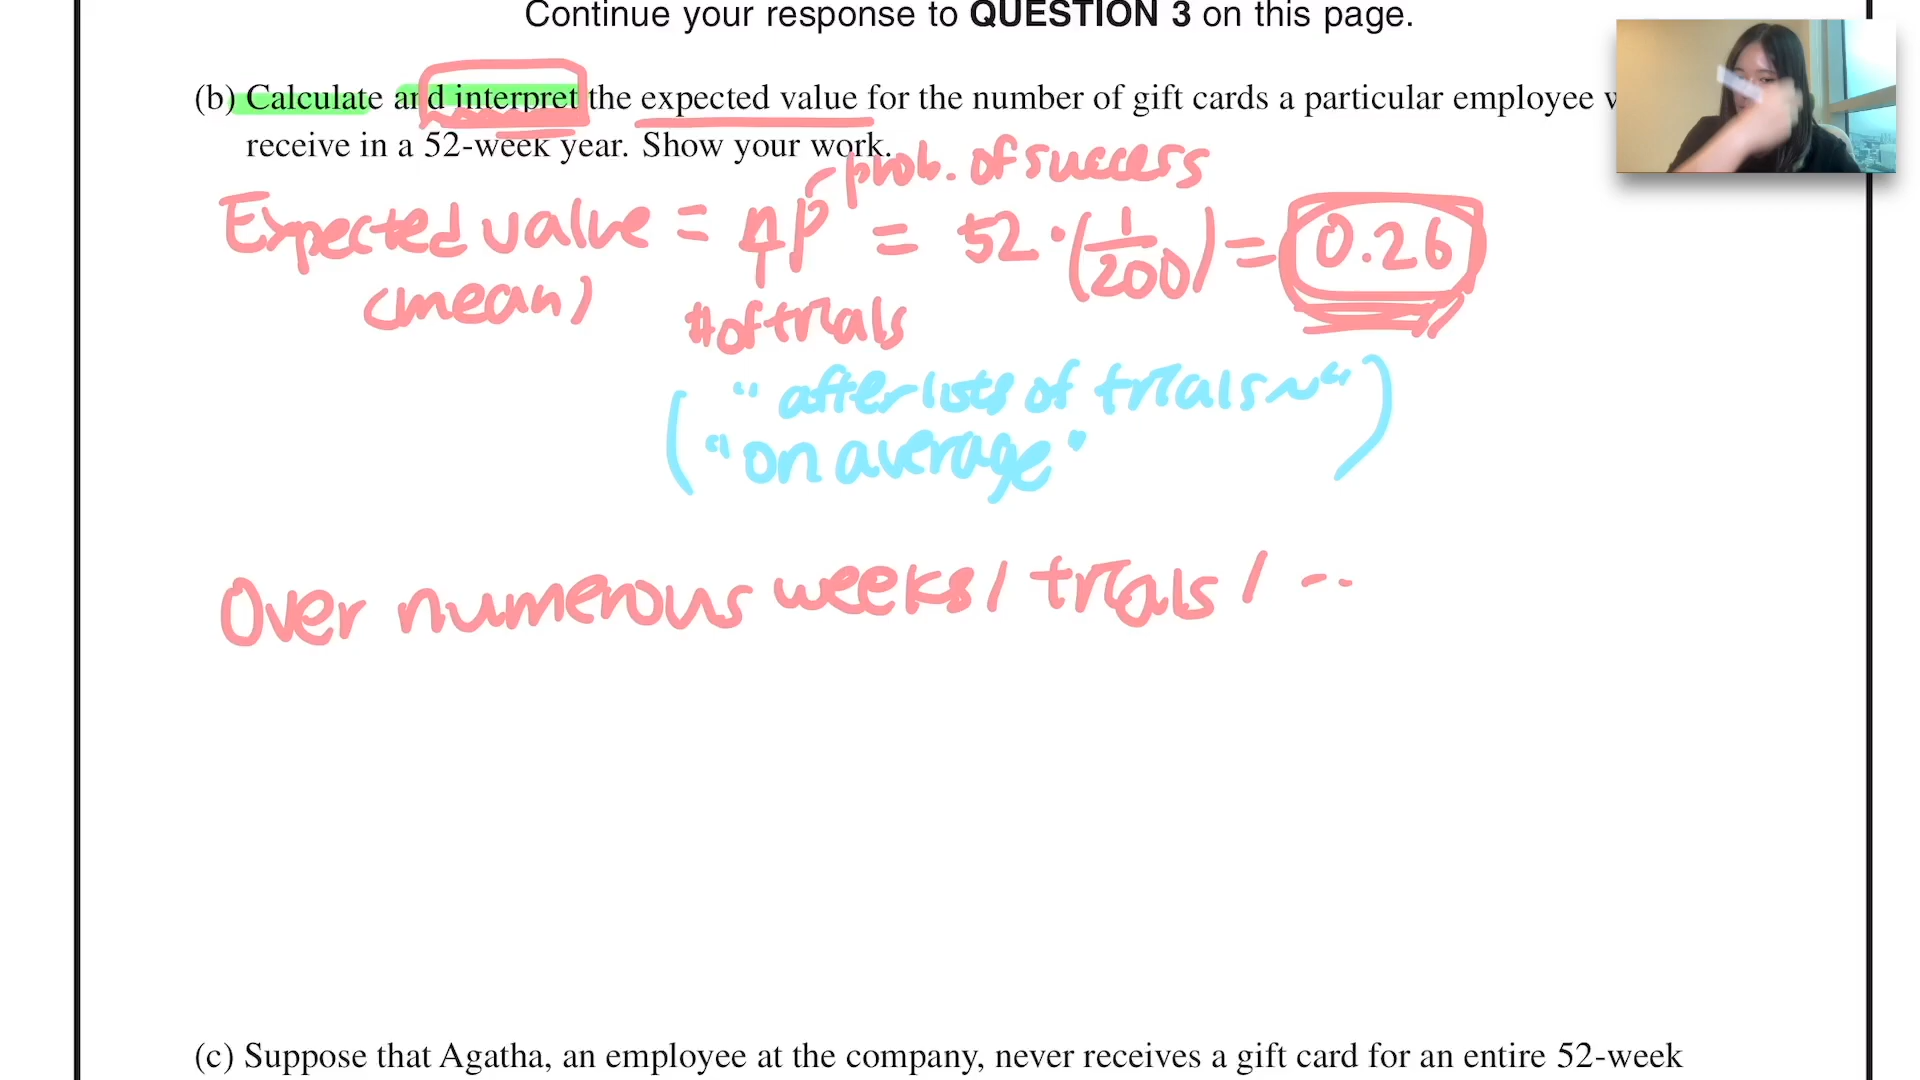 Continue your response to QUESTION 3 on this page.
(b) Calculate and interpret the expected value for the number of gift cards a particular employee
receive in a 52-week year. Show your work.
prob. of success
Expected value = np = 52 · (1/200) = 0.26
(mean)
# of trials
("after lots of trials~"
"on average")
Over numerous weeks / trials / --
(c) Suppose that Agatha, an employee at the company, never receives a gift card for an entire 52-week